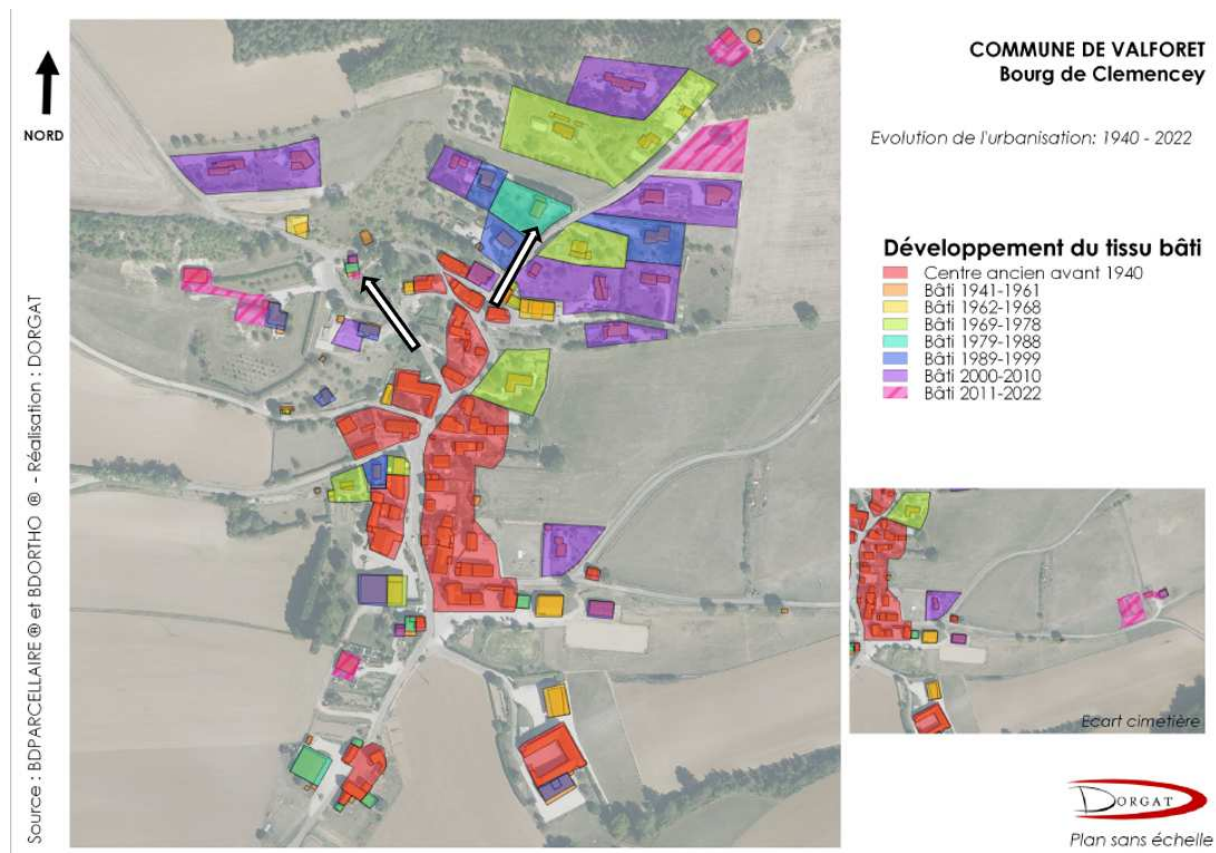 NORD
COMMUNE DE VALFORET
Bourg de Clemencey
Evolution de l'urbanisation: 1940 - 2022
Développement du tissu bâti
Centre ancien avant 1940
Bâti 1941-1961
Bâti 1962-1968
Bâti 1969-1978
Bâti 1979-1988
Bâti 1989-1999
Bâti 2000-2010
Bâti 2011-2022
Ecart cimetière
DORGAT
Plan sans échelle
Source : BDPARCELLAIRE ® et BDORTHO ® - Réalisation : DORGAT